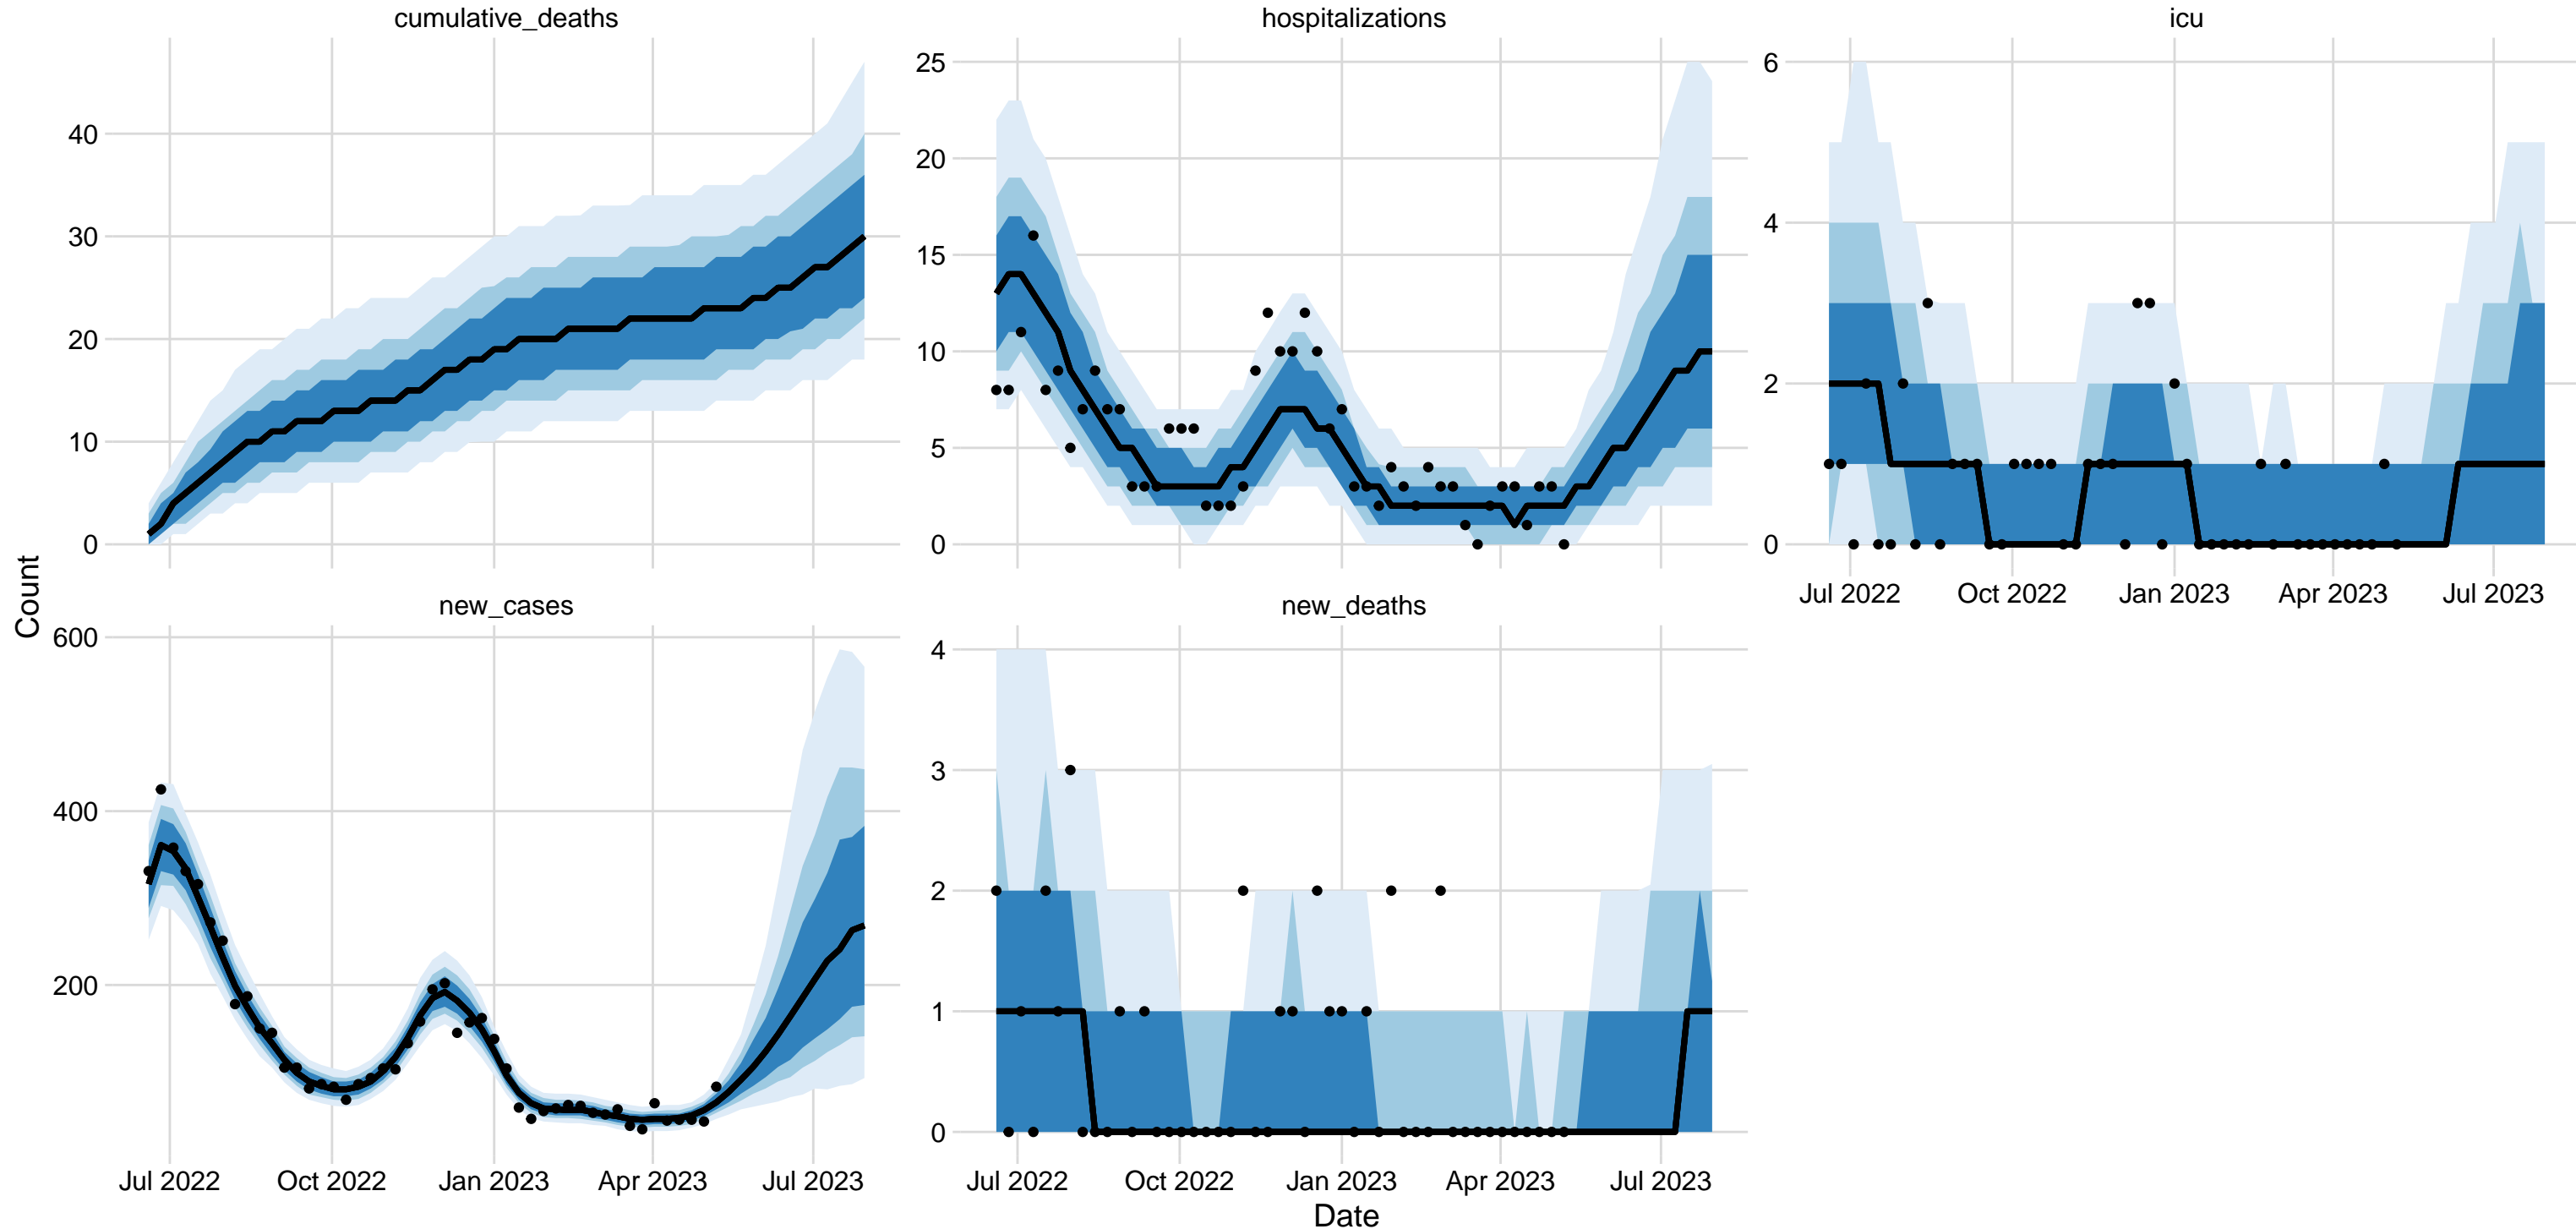 cumulative_deaths
40
30
20
10
0
hospitalizations
25
20
15
10
5
0
icu
6
4
2
0
Jul 2022 Oct 2022 Jan 2023 Apr 2023 Jul 2023
Count
new_cases
600
400
200
Jul 2022 Oct 2022 Jan 2023 Apr 2023 Jul 2023
new_deaths
4
3
2
1
0
Jul 2022 Oct 2022 Jan 2023 Apr 2023 Jul 2023
Date